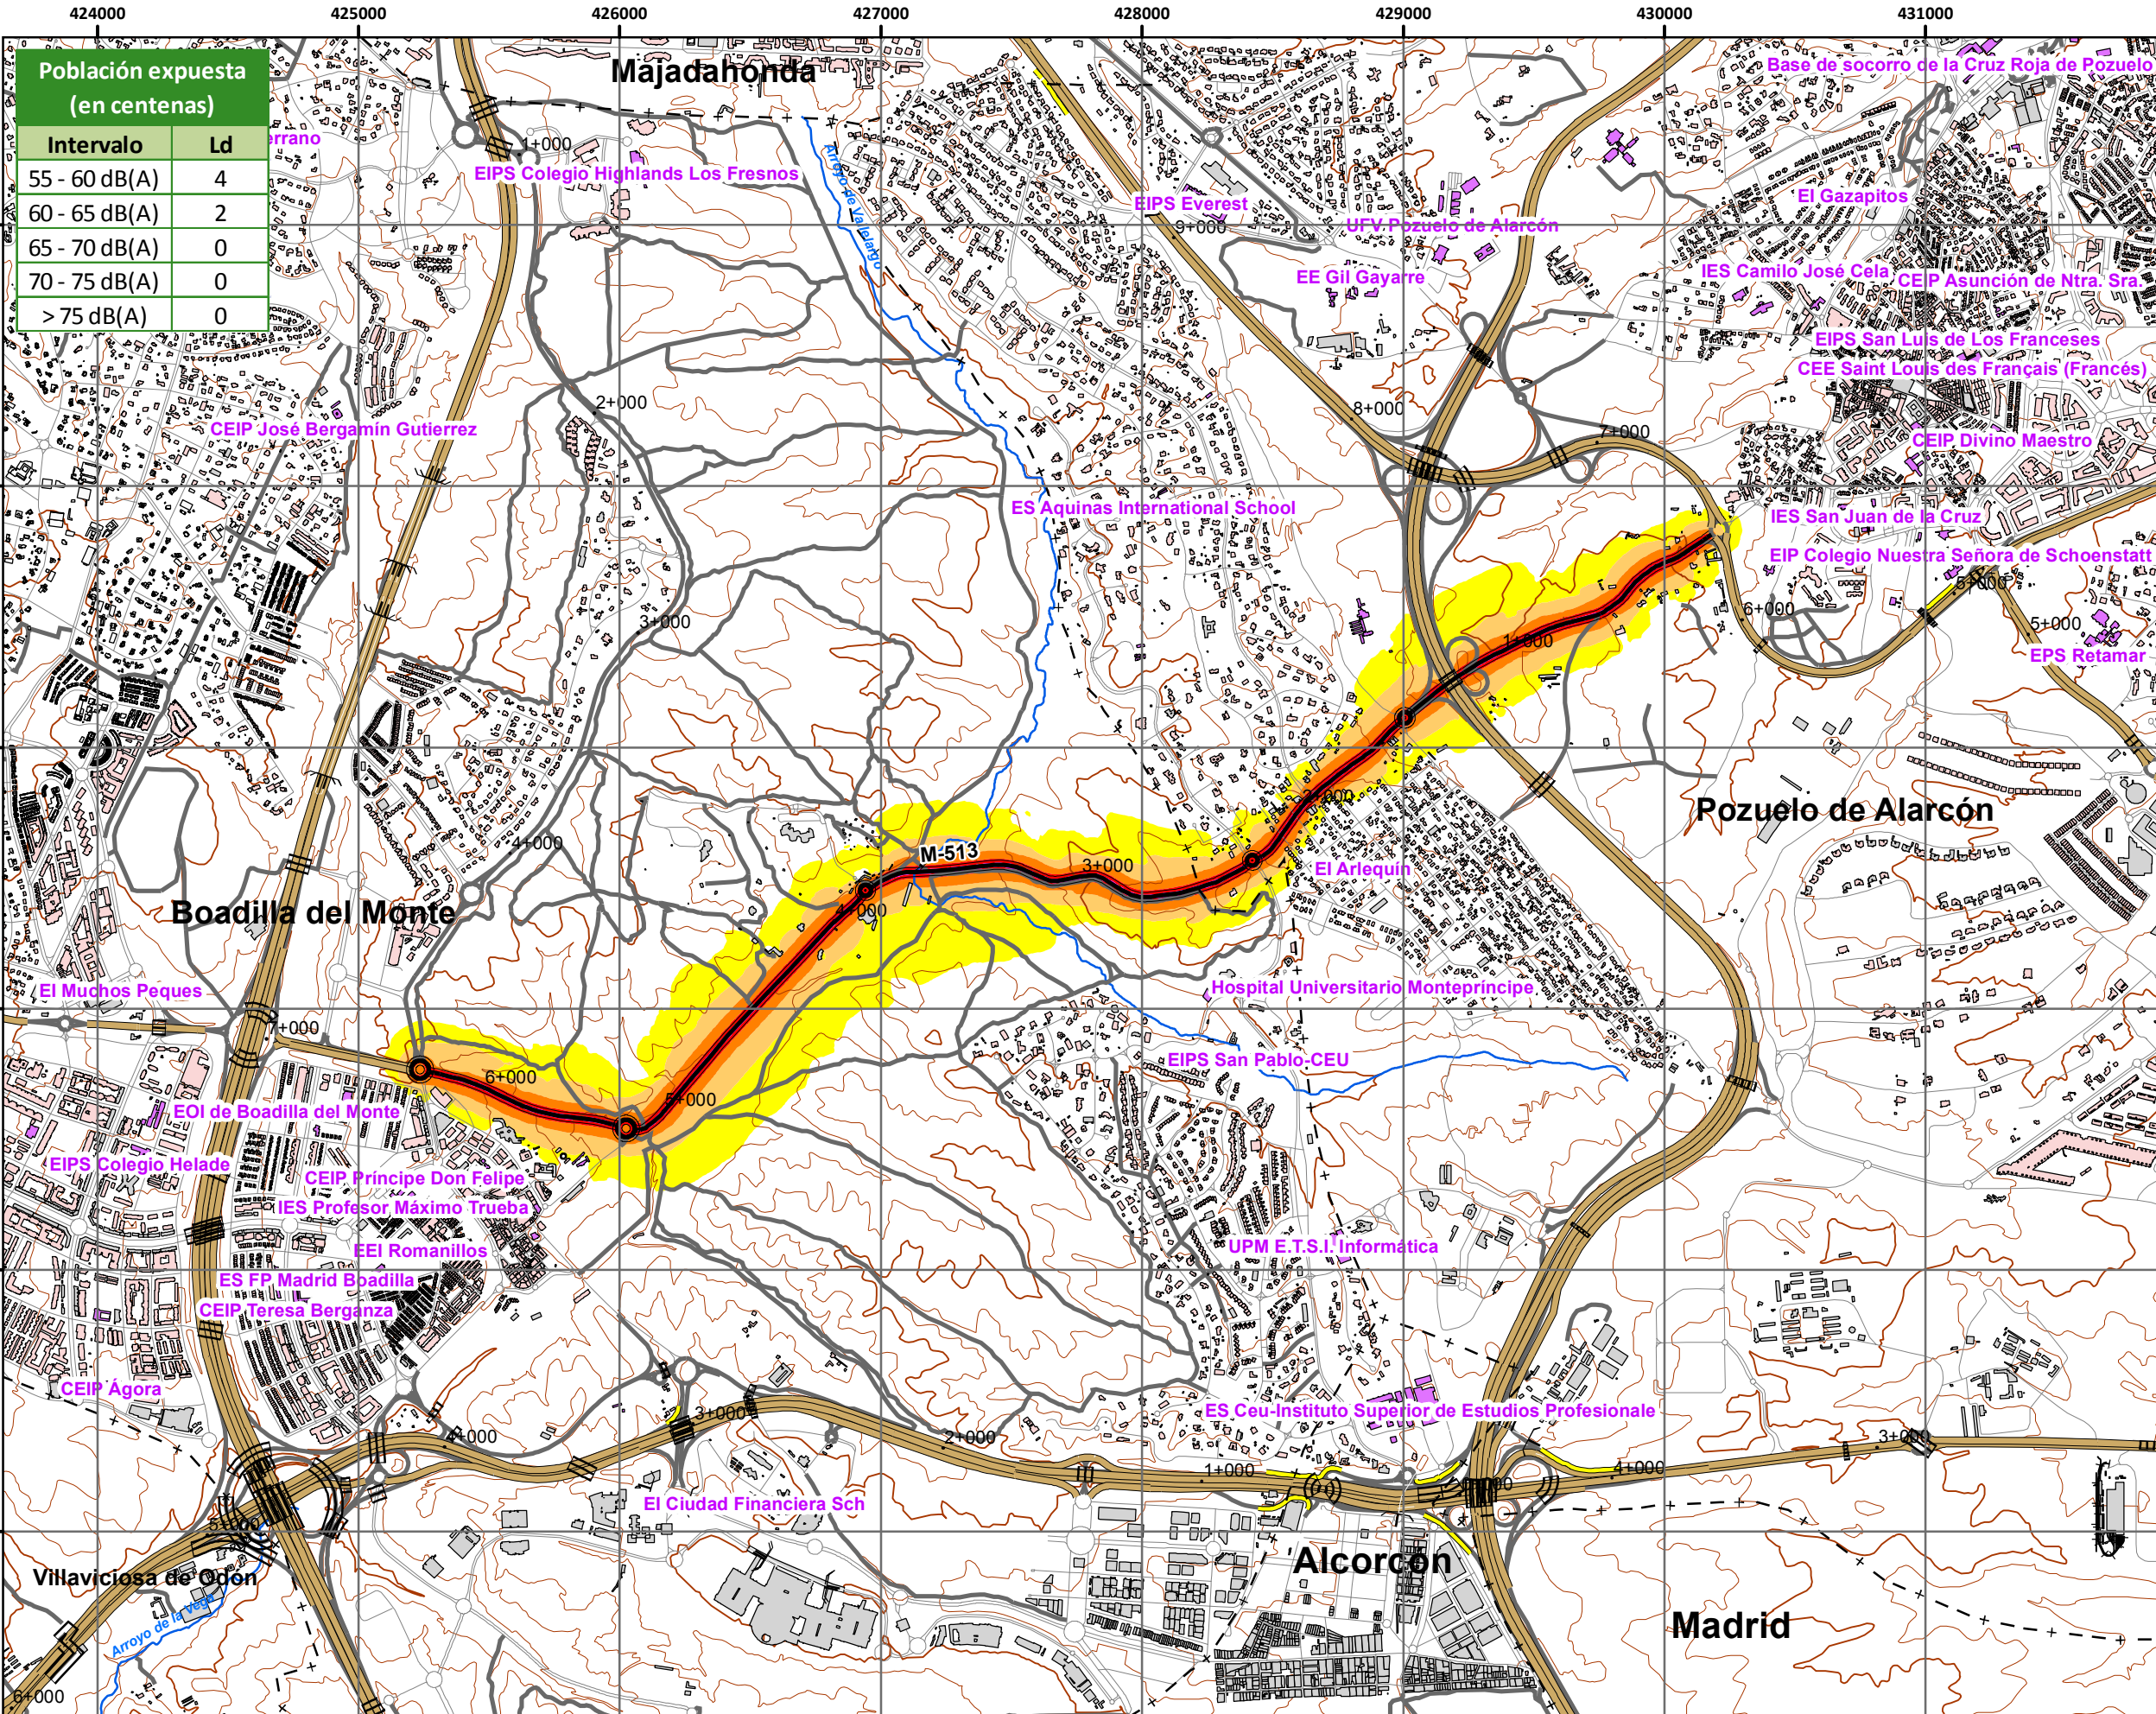 424000 425000 426000 427000 428000 429000 430000 431000
Población expuesta
(en centenas)
Intervalo Ld
55 - 60 dB(A) 4
60 - 65 dB(A) 2
65 - 70 dB(A) 0
70 - 75 dB(A) 0
> 75 dB(A) 0
Majadahonda
Base de socorro de la Cruz Roja de Pozuelo
errano
1+000
EIPS Colegio Highlands Los Fresnos
Arroyo de Valdelargo
EIPS Everest
EI Gazapitos
9+000
UFV Pozuelo de Alarcón
EE Gil Gayarre
IES Camilo José Cela
CEIP Asunción de Ntra. Sra.
EIPS San Luis de Los Franceses
CEE Saint Louis des Français (Francés)
2+000
8+000
CEIP José Bergamín Gutierrez
7+000
CEIP Divino Maestro
ES Aquinas International School
IES San Juan de la Cruz
EIP Colegio Nuestra Señora de Schoenstatt
5+000
6+000
3+000
5+000
1+000
EPS Retamar
2+000
Pozuelo de Alarcón
4+000
M-513
3+000
EI Arlequín
Boadilla del Monte
4+000
EI Muchos Peques
Hospital Universitario Montepríncipe
7+000
EIPS San Pablo-CEU
6+000
5+000
EOI de Boadilla del Monte
EIPS Colegio Helade
CEIP Príncipe Don Felipe
IES Profesor Máximo Trueba
EEI Romanillos
UPM E.T.S.I. Informática
ES FP Madrid Boadilla
CEIP Teresa Berganza
CEIP Ágora
3+000
ES Ceu-Instituto Superior de Estudios Profesionale
4+000
2+000
3+000
1+000
4+000
EI Ciudad Financiera Sch
5+000
Alcorcón
Villaviciosa de Odón
Arroyo de la Vega
Madrid
6+000